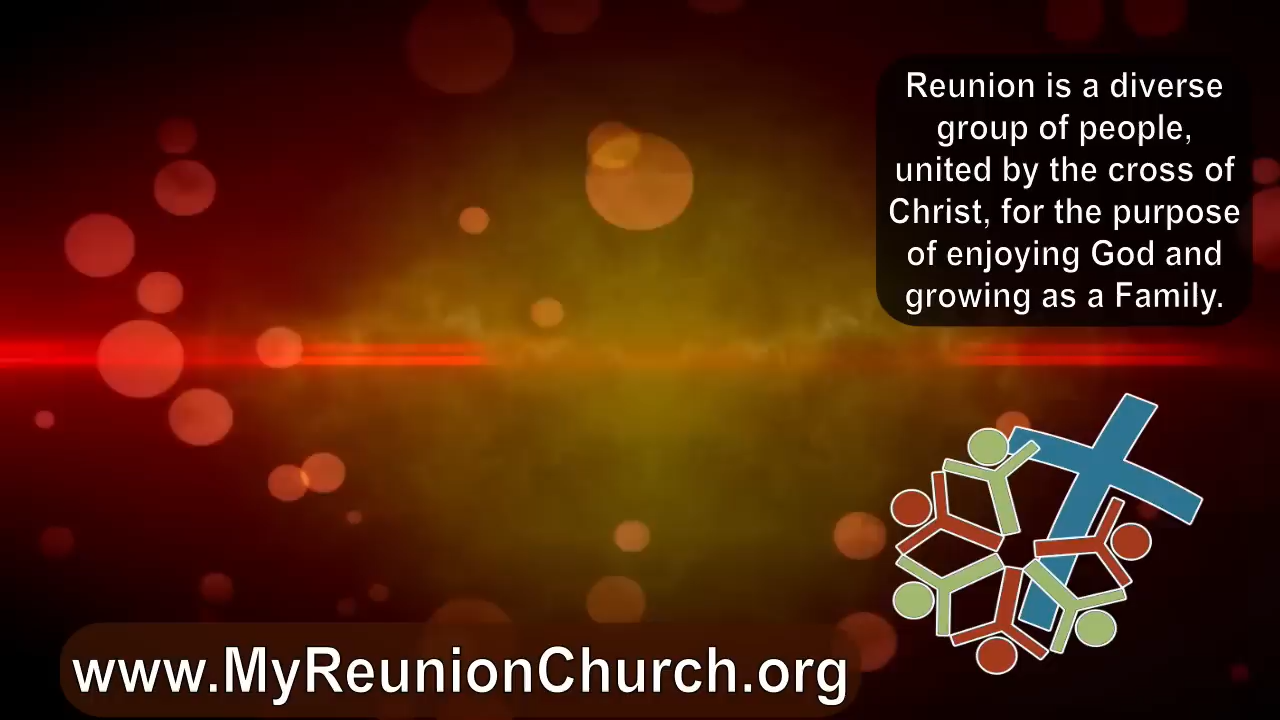 Reunion is a diverse
group of people,
united by the cross of
Christ, for the purpose
of enjoying God and
growing as a Family.
www.MyReunionChurch.org